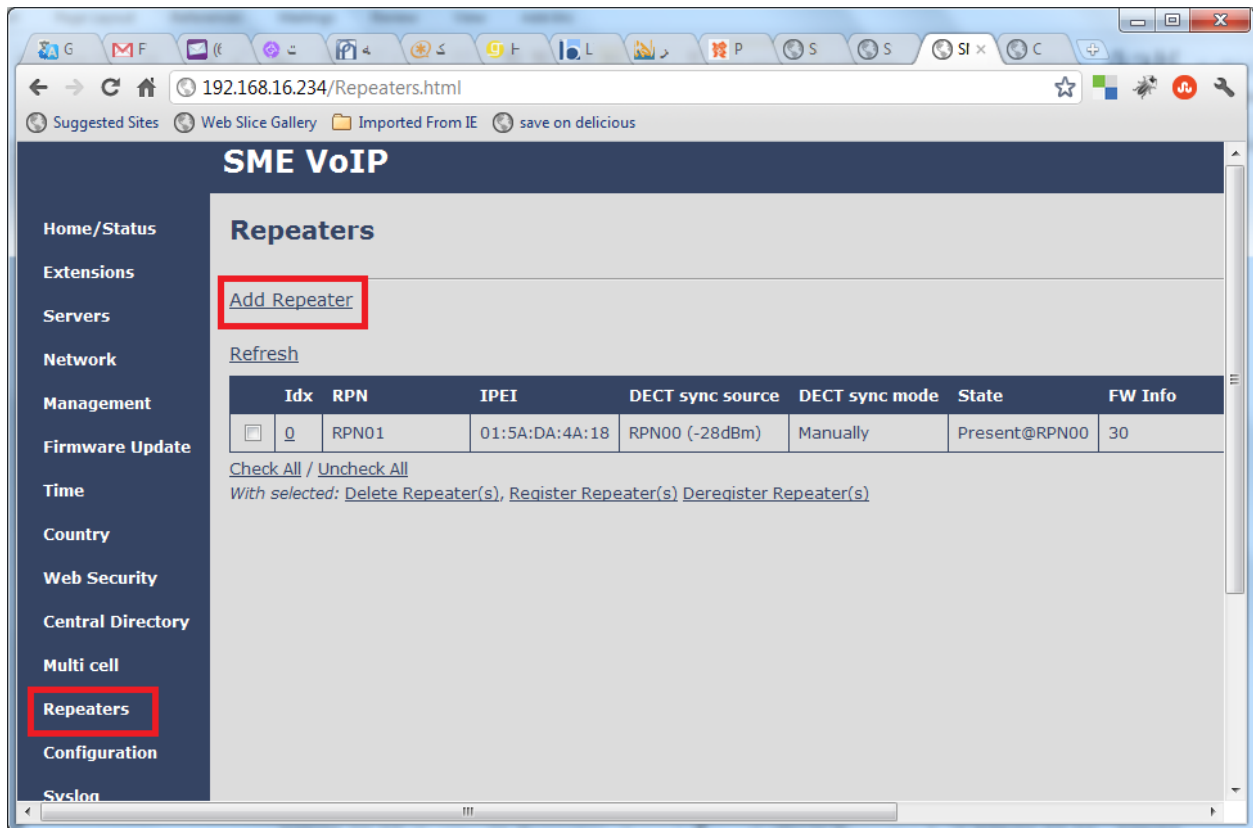 G
F
(6
ت
ه
ک
H
L
ر
P
S
S
SI
C
192.168.16.234/Repeaters.html
Suggested Sites Web Slice Gallery Imported From IE save on delicious
SME VoIP
Home/Status
Extensions
Servers
Network
Management
Firmware Update
Time
Country
Web Security
Central Directory
Multi cell
Repeaters
Configuration
Syslog
Repeaters
Add Repeater
Refresh
Idx RPN IPEI DECT sync source DECT sync mode State FW Info
0 RPN01 01:5A:DA:4A:18 RPN00 (-28dBm) Manually Present@RPN00 30
Check All / Uncheck All
With selected: Delete Repeater(s), Register Repeater(s) Deregister Repeater(s)